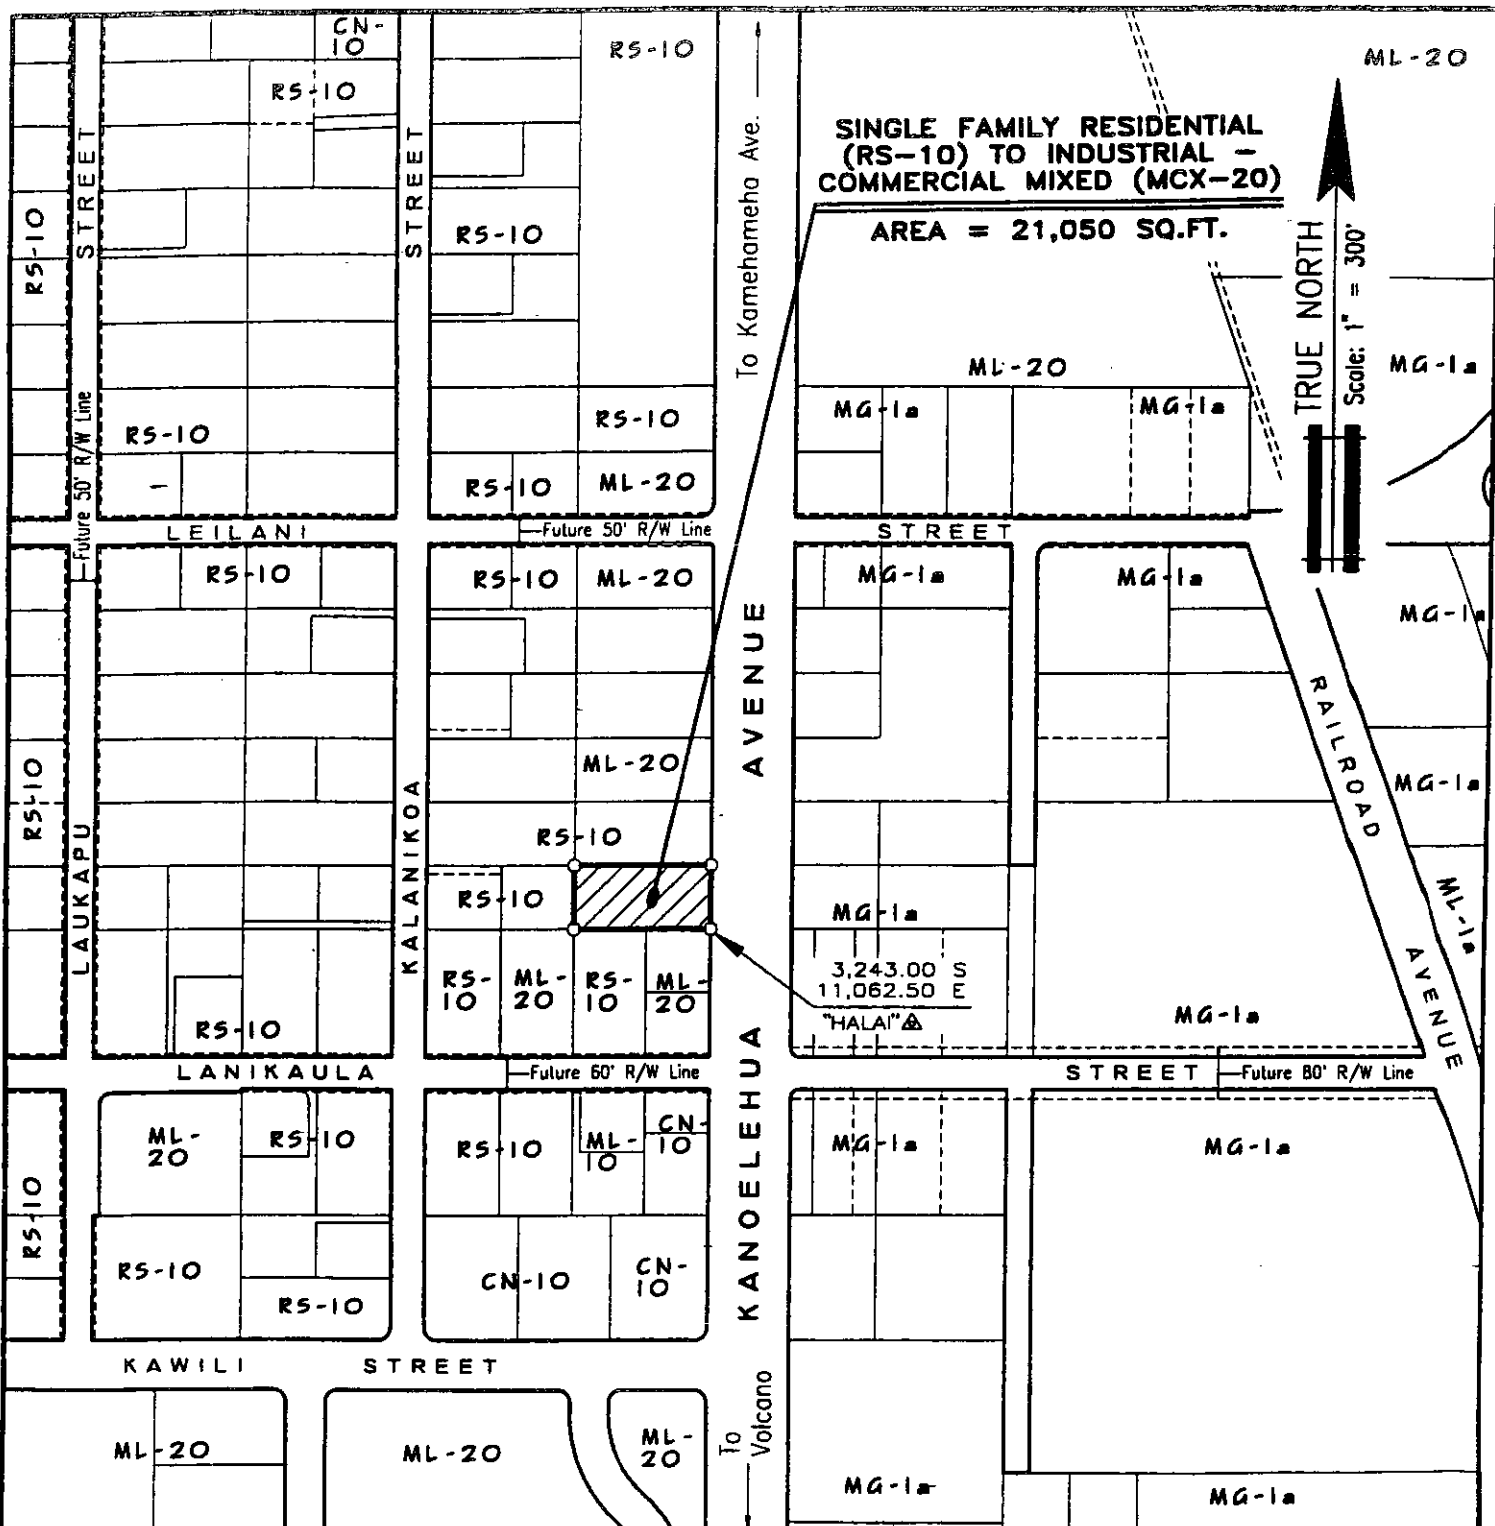 CN-
10
RS-10
ML-20
RS-10
SINGLE FAMILY RESIDENTIAL
(RS-10) TO INDUSTRIAL -
COMMERCIAL MIXED (MCX-20)
AREA = 21,050 SQ.FT.
STREET
STREET
To Kamehameha Ave.
RS-10
RS-10
TRUE NORTH
Scale: 1" = 300'
ML-20
MG-1a
RS-10
MG-1a
MG-1a
RS-10
Future 50' R/W Line
RS-10
ML-20
LEILANI
Future 50' R/W Line
STREET
RS-10
RS-10
ML-20
MG-1a
MG-1a
MG-1a
AVENUE
RAILROAD
RS-10
ML-20
MG-1a
KALANIKOA
RS-10
LAUKAPU
RS-10
MG-1a
ML-1a
AVENUE
RS-
10
ML-
20
RS-
10
ML-
20
3,243.00 S
11,062.50 E
"HALAI"
RS-10
MG-1a
LANIKAULA
Future 60' R/W Line
STREET
Future 80' R/W Line
KANOELEHUA
ML-
20
RS-10
RS-10
ML-
10
CN-
10
MG-1a
MG-1a
RS-10
RS-10
CN-10
CN-
10
RS-10
KAWILI
STREET
To
Volcano
ML-20
ML-20
ML-
20
MG-1a
MG-1a